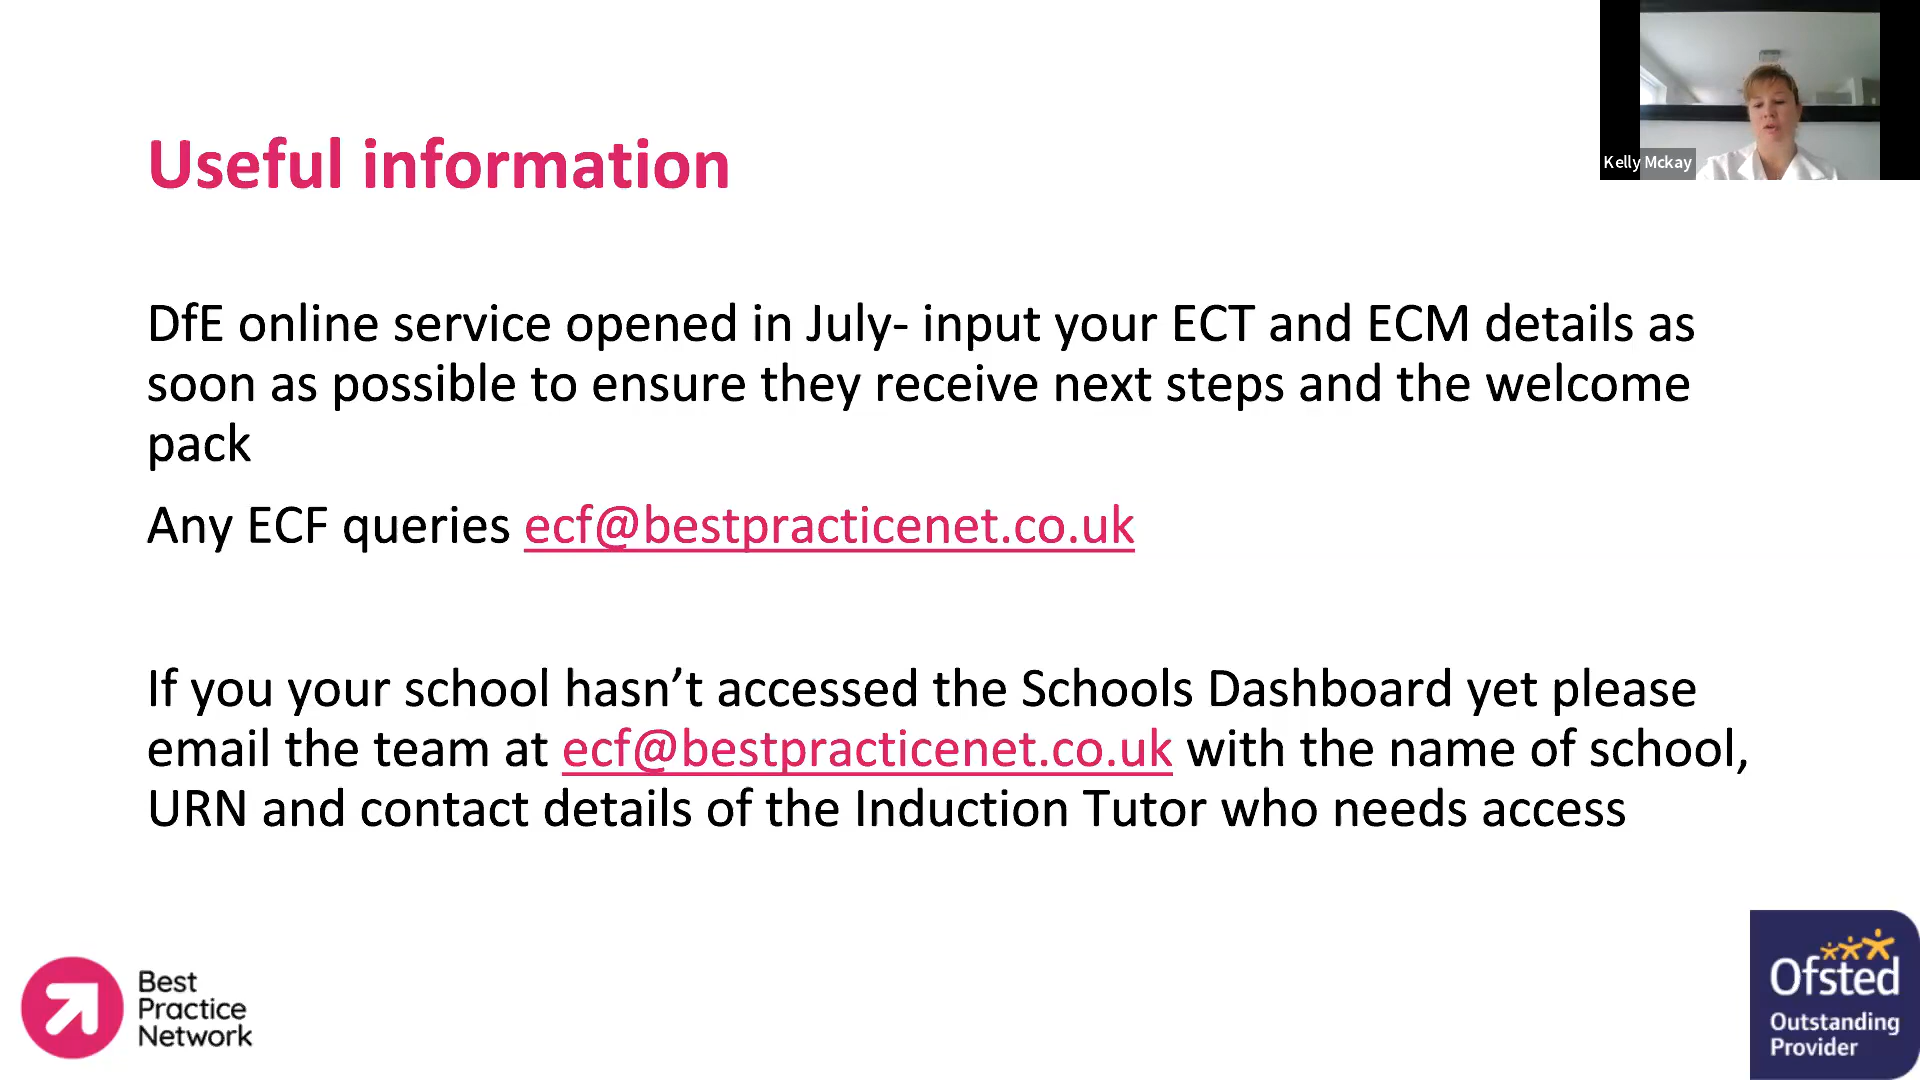 Useful information
Kelly Mckay
DfE online service opened in July- input your ECT and ECM details as
soon as possible to ensure they receive next steps and the welcome
pack
Any ECF queries ecf@bestpracticenet.co.uk
If you your school hasn’t accessed the Schools Dashboard yet please
email the team at ecf@bestpracticenet.co.uk with the name of school,
URN and contact details of the Induction Tutor who needs access
Best
Practice
Network
Ofsted
Outstanding
Provider